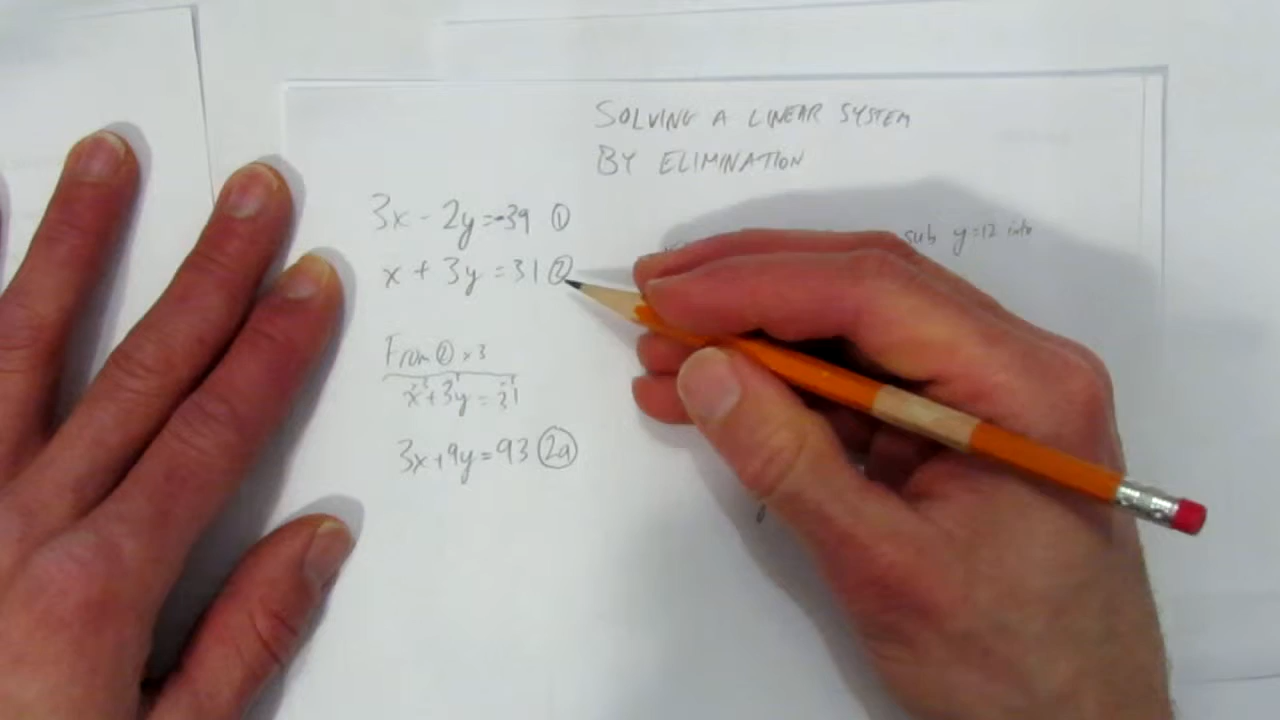 SOLVING A LINEAR SYSTEM
BY ELIMINATION
3x - 2y = -39 ①
x + 3y = 31 ②
From ② x 3
x + 3y = 31
3x + 9y = 93 (2a)
sub y = 12 into